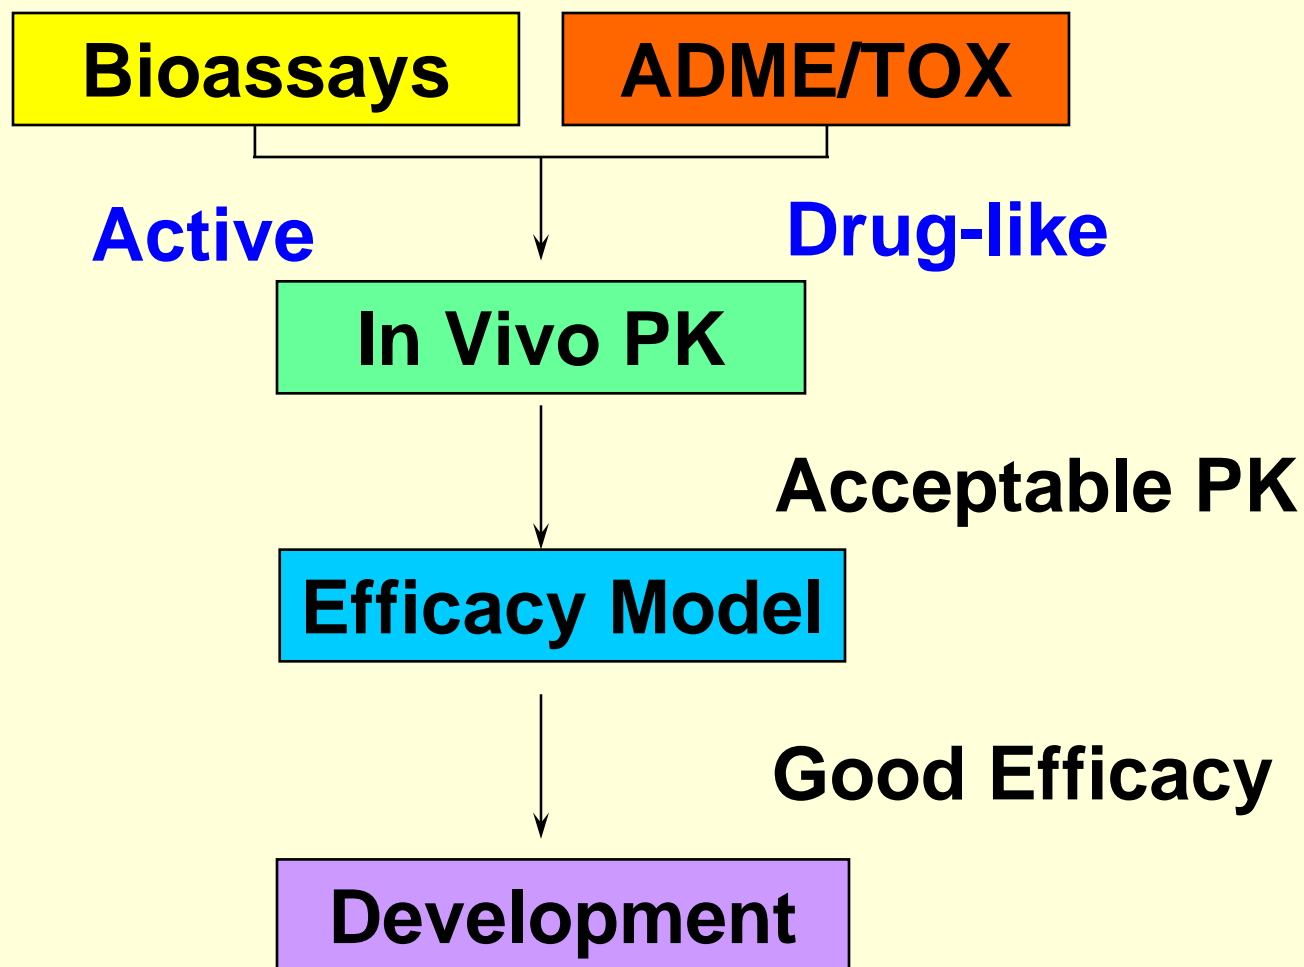 Bioassays
ADME/TOX
Active
Drug-like
In Vivo PK
Acceptable PK
Efficacy Model
Good Efficacy
Development